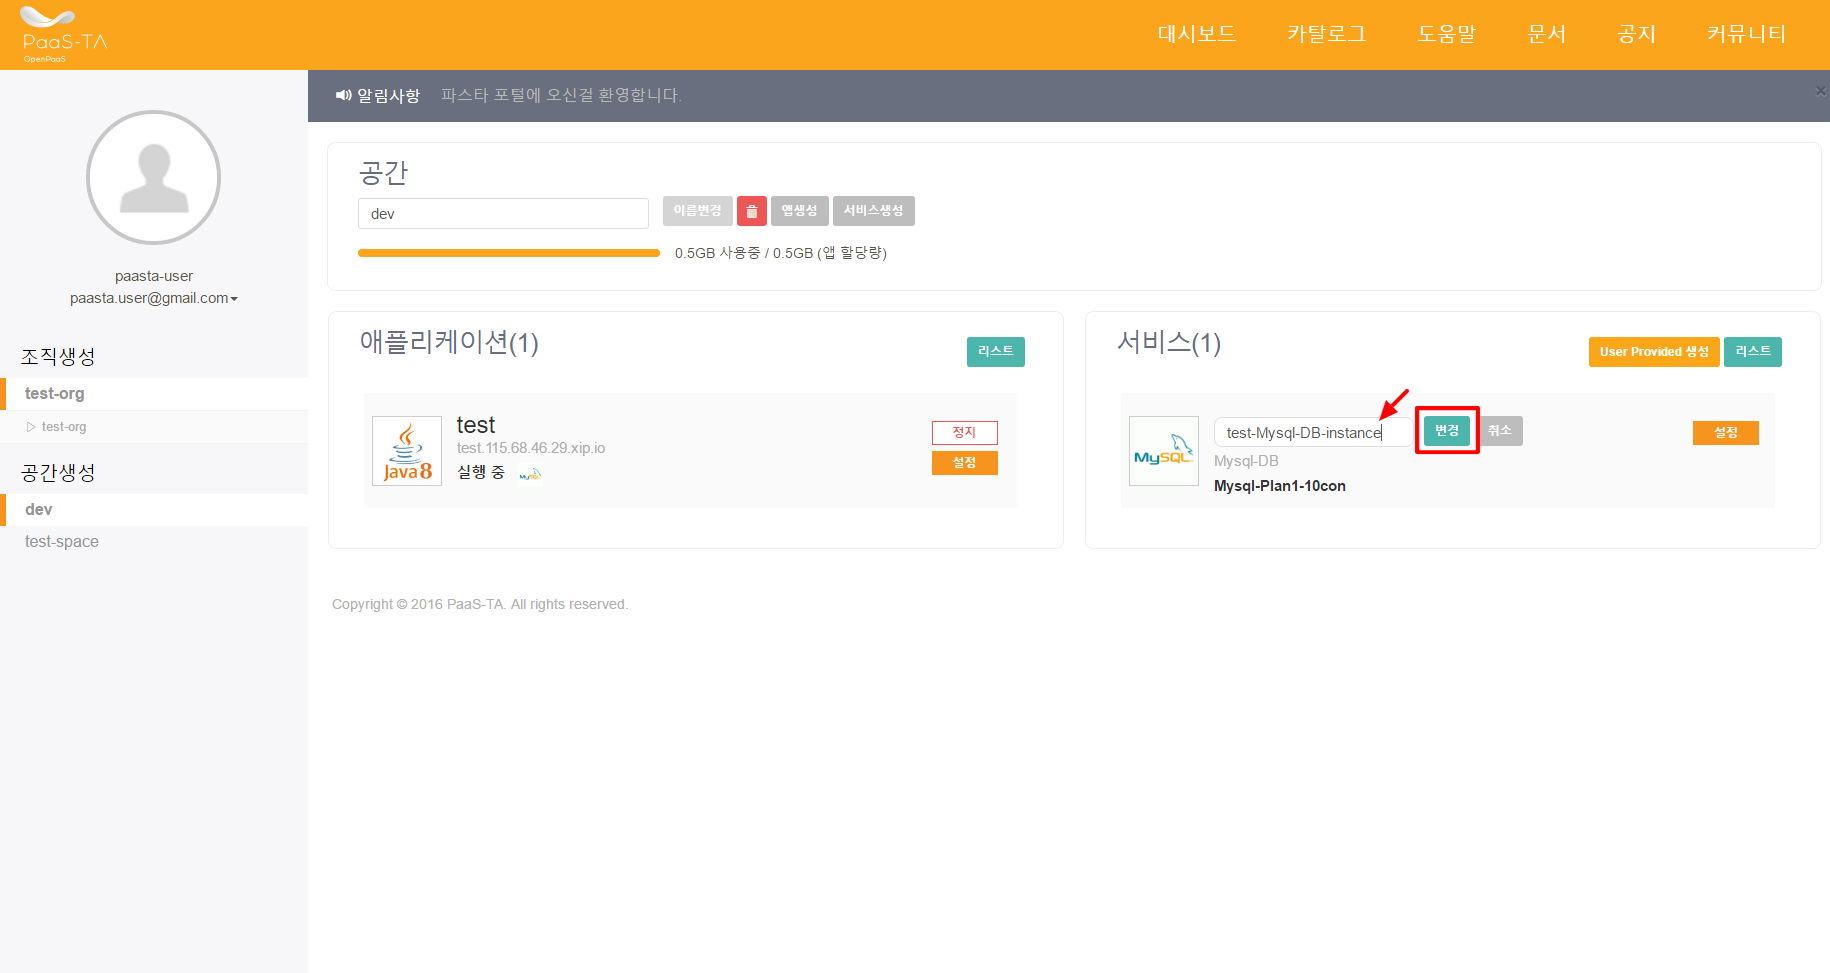 PaaS-TA
OpenPaaS
대시보드 카탈로그 도움말 문서 공지 커뮤니티
알림사항 파스타 포털에 오신걸 환영합니다. ×
paasta-user
paasta.user@gmail.com
조직생성
test-org
test-org
공간생성
dev
test-space
공간
dev 이름변경 앱생성 서비스생성
0.5GB 사용중 / 0.5GB (앱 할당량)
애플리케이션(1) 리스트
Java8
test
test.115.68.46.29.xip.io
실행 중 MySQL
정지
설정
서비스(1) User Provided 생성 리스트
MySQL
test-Mysql-DB-instance 변경 취소 설정
Mysql-DB
Mysql-Plan1-10con
Copyright © 2016 PaaS-TA. All rights reserved.